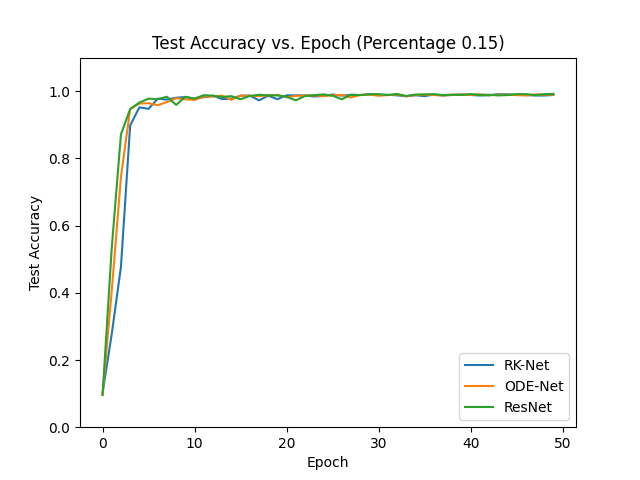 Test Accuracy vs. Epoch (Percentage 0.15)
1.0
0.8
0.6
0.4
0.2
0.0
Test Accuracy
0 10 20 30 40 50
Epoch
RK-Net
ODE-Net
ResNet